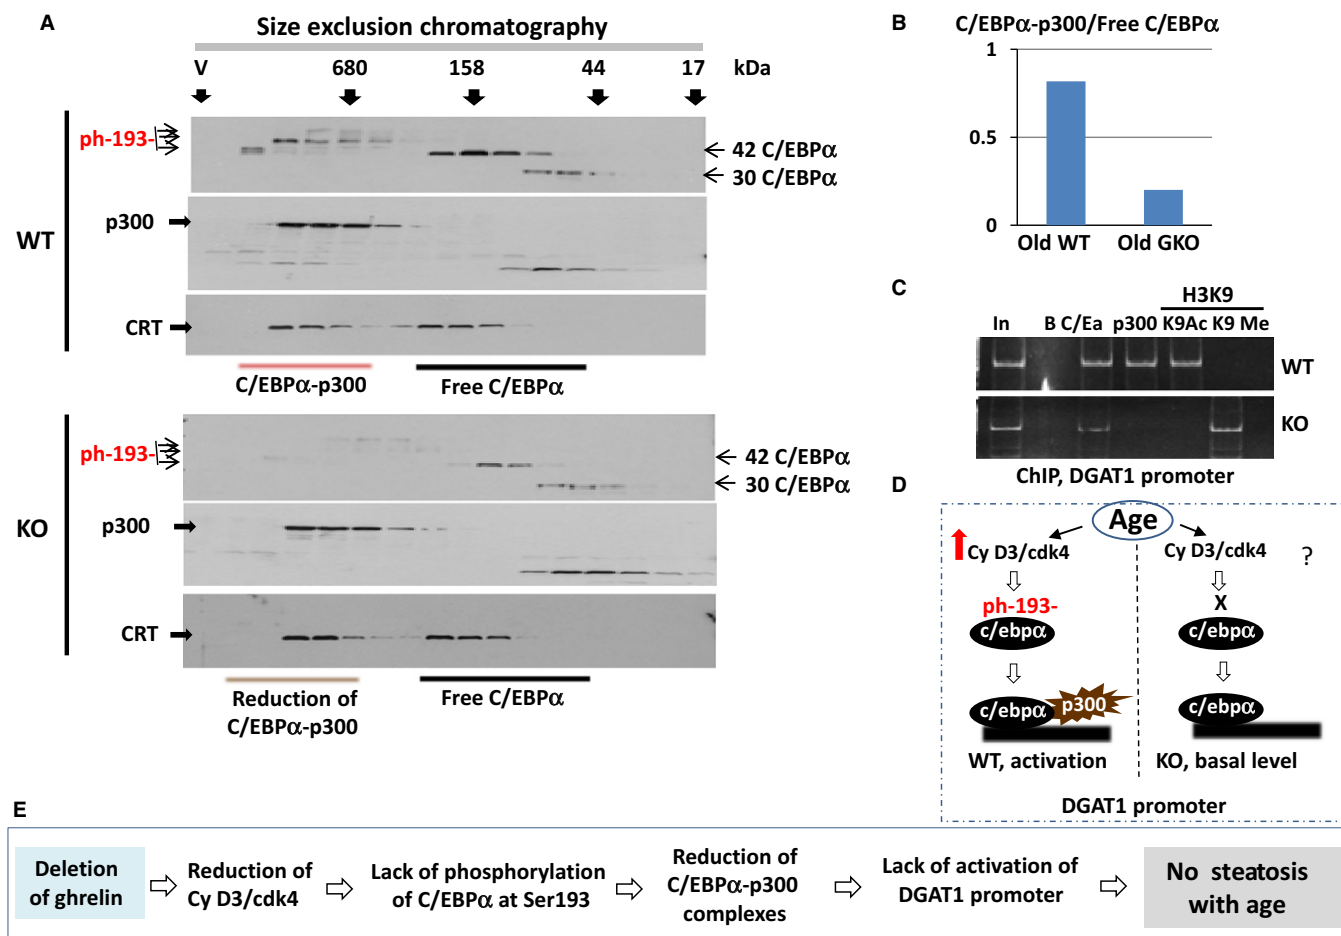 A
Size exclusion chromatography
V 680 158 44 17 kDa
WT
ph-193-
42 C/EBPα
30 C/EBPα
p300
CRT
C/EBPα-p300
Free C/EBPα
KO
ph-193-
42 C/EBPα
30 C/EBPα
p300
CRT
Reduction of
C/EBPα-p300
Free C/EBPα
B
C/EBPα-p300/Free C/EBPα
1
0.5
0
Old WT Old GKO
C
H3K9
In B C/Ea p300 K9Ac K9 Me
WT
KO
ChIP, DGAT1 promoter
D
Age
Cy D3/cdk4 Cy D3/cdk4 ?
ph-193- X
c/ebpα c/ebpα
c/ebpα p300 c/ebpα
WT, activation KO, basal level
DGAT1 promoter
E
Deletion
of ghrelin
Reduction of
Cy D3/cdk4
Lack of phosphorylation
of C/EBPα at Ser193
Reduction of
C/EBPα-p300
complexes
Lack of activation of
DGAT1 promoter
No steatosis
with age